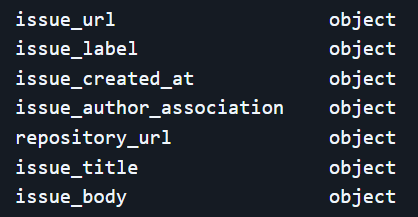 issue_url object
issue_label object
issue_created_at object
issue_author_association object
repository_url object
issue_title object
issue_body object